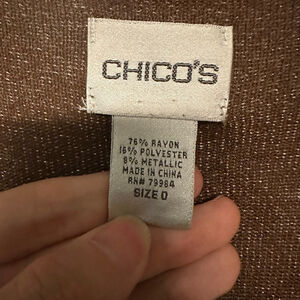 CHICO'S
76% RAYON
16% POLYESTER
8% METALLIC
MADE IN CHINA
RN# 79984
SIZE 0